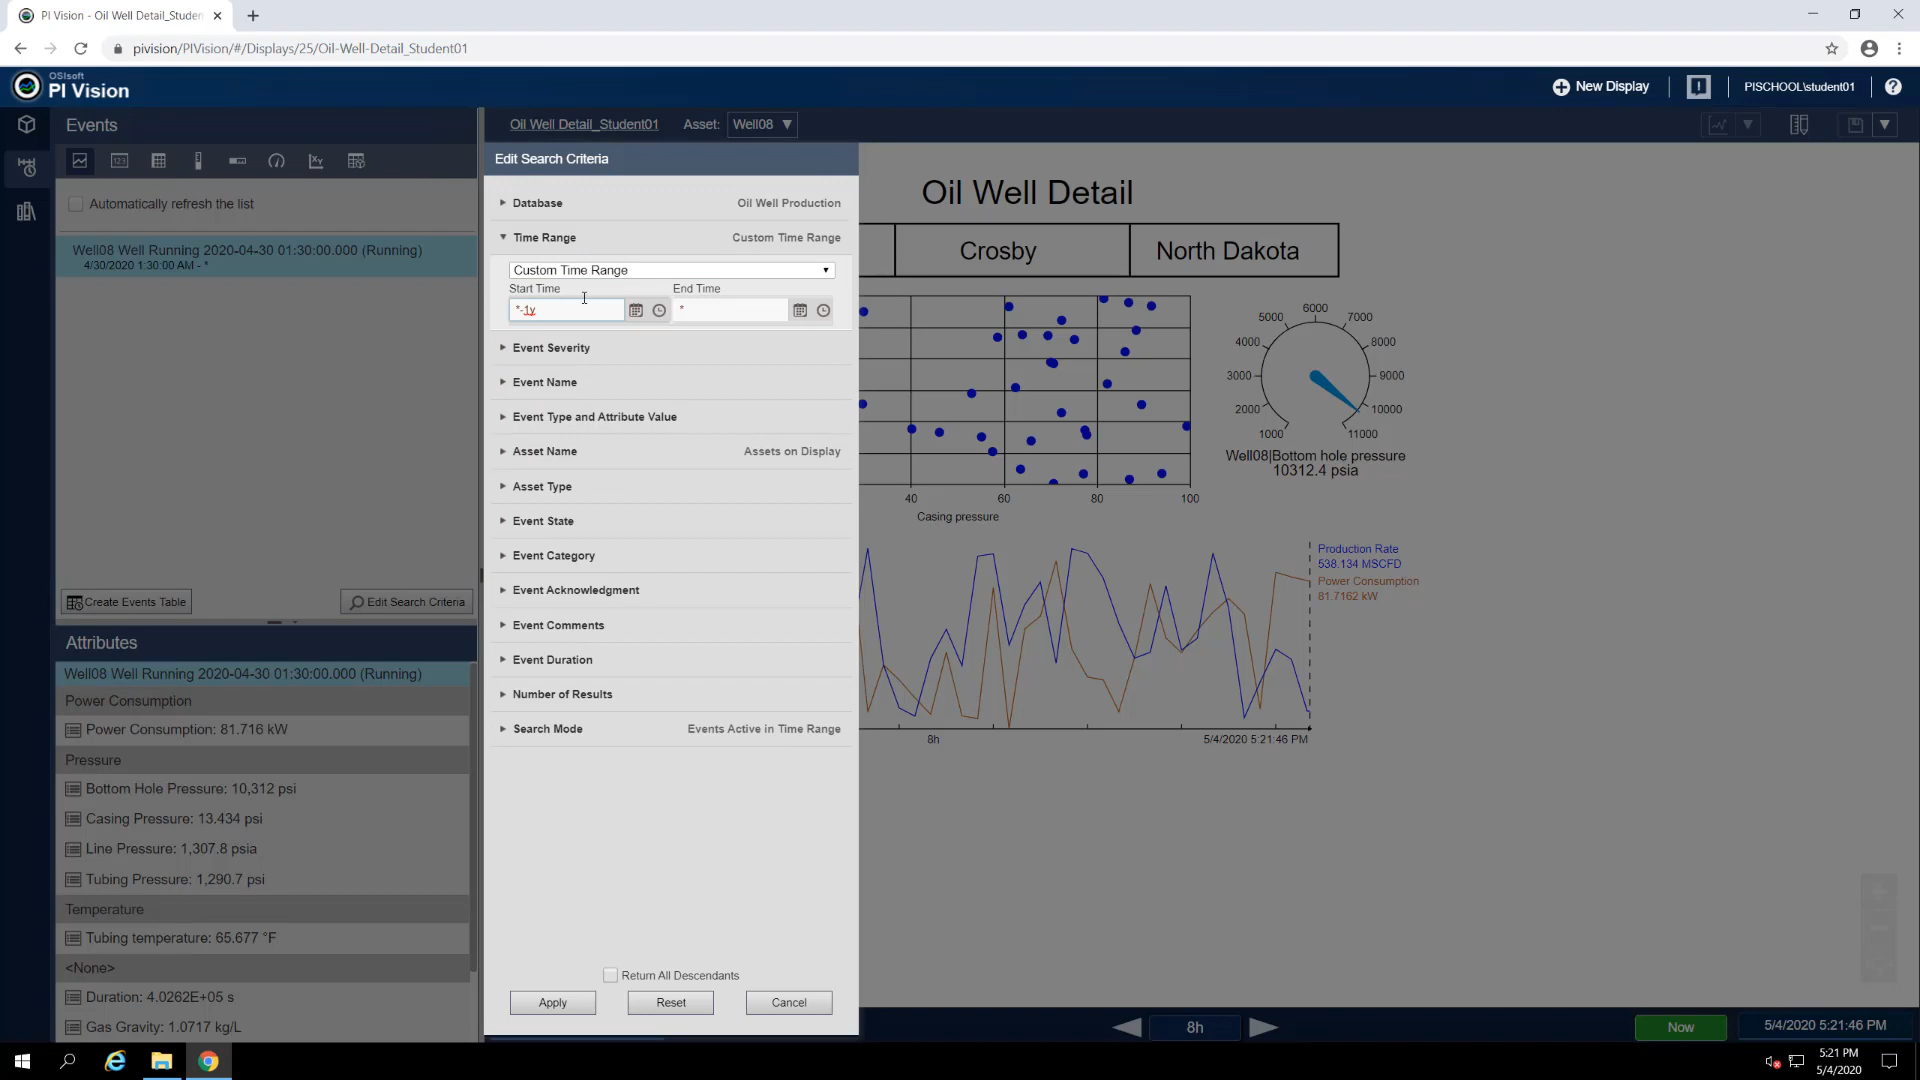 PI Vision - Oil Well Detail_Studen
pivision/PIVision/#/Displays/25/Oil-Well-Detail_Student01
OSIsoft
PI Vision
New Display
PISCHOOL\student01
Events
Oil Well Detail_Student01
Asset:
Well08
Automatically refresh the list
Well08 Well Running 2020-04-30 01:30:00.000 (Running)
4/30/2020 1:30:00 AM - *
Create Events Table
Edit Search Criteria
Attributes
Well08 Well Running 2020-04-30 01:30:00.000 (Running)
Power Consumption
Power Consumption: 81.716 kW
Pressure
Bottom Hole Pressure: 10,312 psi
Casing Pressure: 13.434 psi
Line Pressure: 1,307.8 psia
Tubing Pressure: 1,290.7 psi
Temperature
Tubing temperature: 65.677 °F
<None>
Duration: 4.0262E+05 s
Gas Gravity: 1.0717 kg/L
Edit Search Criteria
Database
Oil Well Production
Time Range
Custom Time Range
Custom Time Range
Start Time
End Time
*-1y
*
Event Severity
Event Name
Event Type and Attribute Value
Asset Name
Assets on Display
Asset Type
Event State
Event Category
Event Acknowledgment
Event Comments
Event Duration
Number of Results
Search Mode
Events Active in Time Range
Return All Descendants
Apply
Reset
Cancel
Oil Well Detail
Crosby
North Dakota
40
60
80
100
Casing pressure
1000
2000
3000
4000
5000
6000
7000
8000
9000
10000
11000
Well08|Bottom hole pressure
10312.4 psia
Production Rate
538.134 MSCFD
Power Consumption
81.7162 kW
8h
5/4/2020 5:21:46 PM
8h
Now
5/4/2020 5:21:46 PM
5:21 PM
5/4/2020